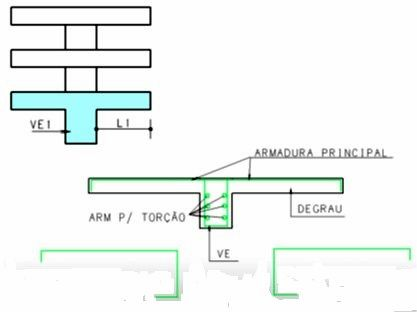 VE1
L1
ARMADURA PRINCIPAL
ARM P/ TORÇÃO
DEGRAU
VE